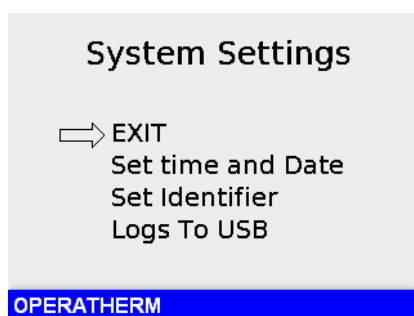 System Settings
EXIT
Set time and Date
Set Identifier
Logs To USB
OPERATHERM